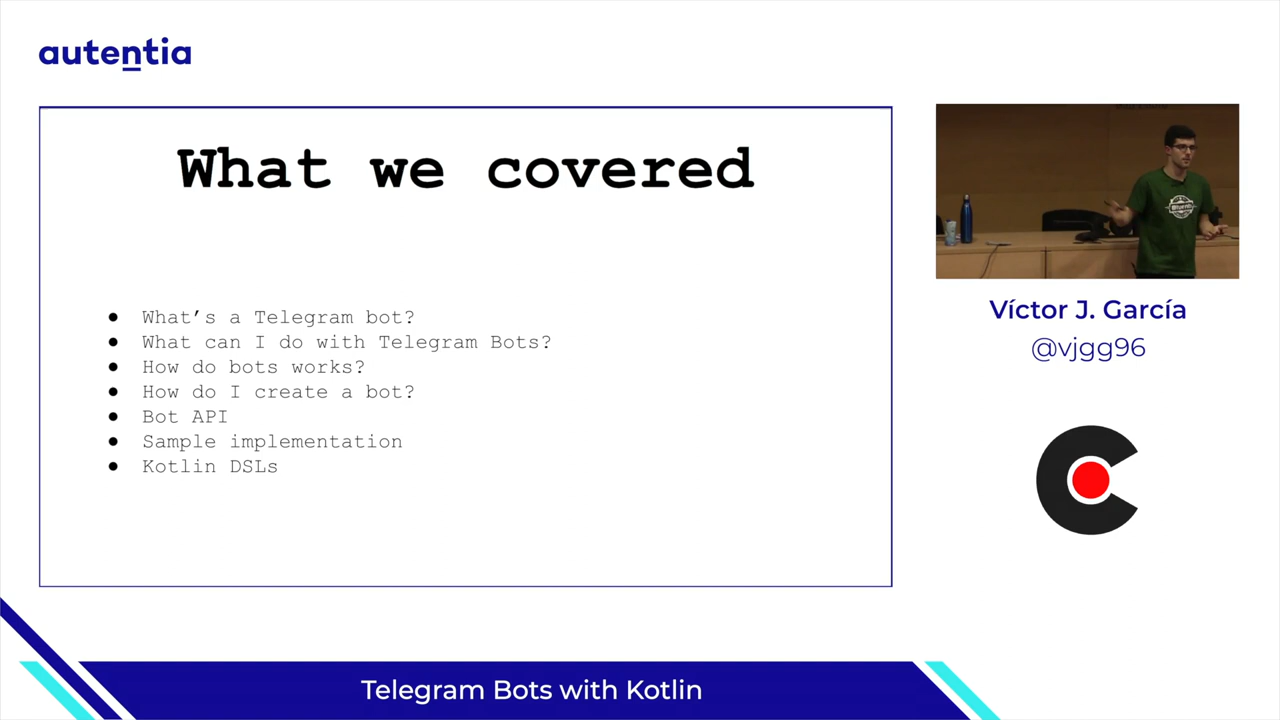 autentia
What we covered
● What's a Telegram bot?
● What can I do with Telegram Bots?
● How do bots works?
● How do I create a bot?
● Bot API
● Sample implementation
● Kotlin DSLs
Víctor J. García
@vjgg96
Telegram Bots with Kotlin